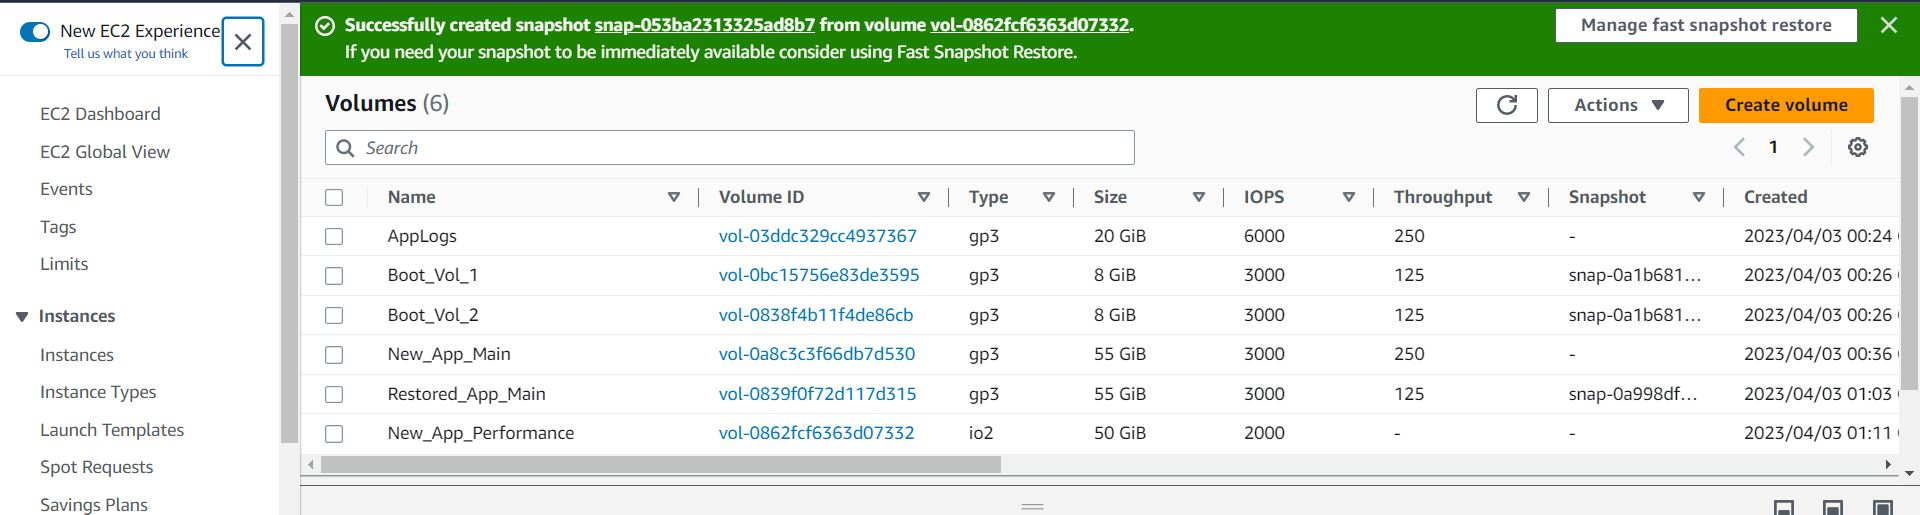 New EC2 Experience
Tell us what you think
EC2 Dashboard
EC2 Global View
Events
Tags
Limits
Instances
Instances
Instance Types
Launch Templates
Spot Requests
Savings Plans
Successfully created snapshot snap-053ba2313325ad8b7 from volume vol-0862fcf6363d07332.
If you need your snapshot to be immediately available consider using Fast Snapshot Restore.
Manage fast snapshot restore
Volumes (6)
Actions
Create volume
Search
1
Name Volume ID Type Size IOPS Throughput Snapshot Created
AppLogs vol-03ddc329cc4937367 gp3 20 GiB 6000 250 - 2023/04/03 00:24
Boot_Vol_1 vol-0bc15756e83de3595 gp3 8 GiB 3000 125 snap-0a1b681... 2023/04/03 00:26
Boot_Vol_2 vol-0838f4b11f4de86cb gp3 8 GiB 3000 125 snap-0a1b681... 2023/04/03 00:26
New_App_Main vol-0a8c3c3f66db7d530 gp3 55 GiB 3000 250 - 2023/04/03 00:36
Restored_App_Main vol-0839f0f72d117d315 gp3 55 GiB 3000 125 snap-0a998df... 2023/04/03 01:03
New_App_Performance vol-0862fcf6363d07332 io2 50 GiB 2000 - - 2023/04/03 01:11